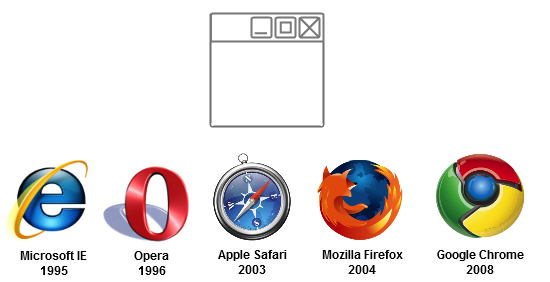 Microsoft IE
1995
Opera
1996
Apple Safari
2003
Mozilla Firefox
2004
Google Chrome
2008